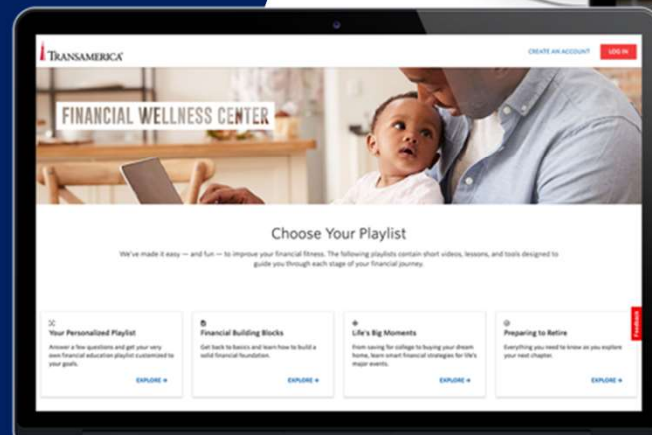 TRANSAMERICA®
CREATE AN ACCOUNT
LOG IN
FINANCIAL WELLNESS CENTER
Choose Your Playlist
We've made it easy — and fun — to improve your financial fitness. The following playlists contain short videos, lessons, and tools designed to
guide you through each stage of your financial journey.
Feedback
Your Personalized Playlist
Answer a few questions and get your very
own financial education playlist customized to
your goals.
EXPLORE →
Financial Building Blocks
Get back to basics and learn how to build a
solid financial foundation.
EXPLORE →
Life's Big Moments
From saving for college to buying your dream
home, learn smart financial strategies for life's
major events.
EXPLORE →
Preparing to Retire
Everything you need to know as you explore
your next chapter.
EXPLORE →